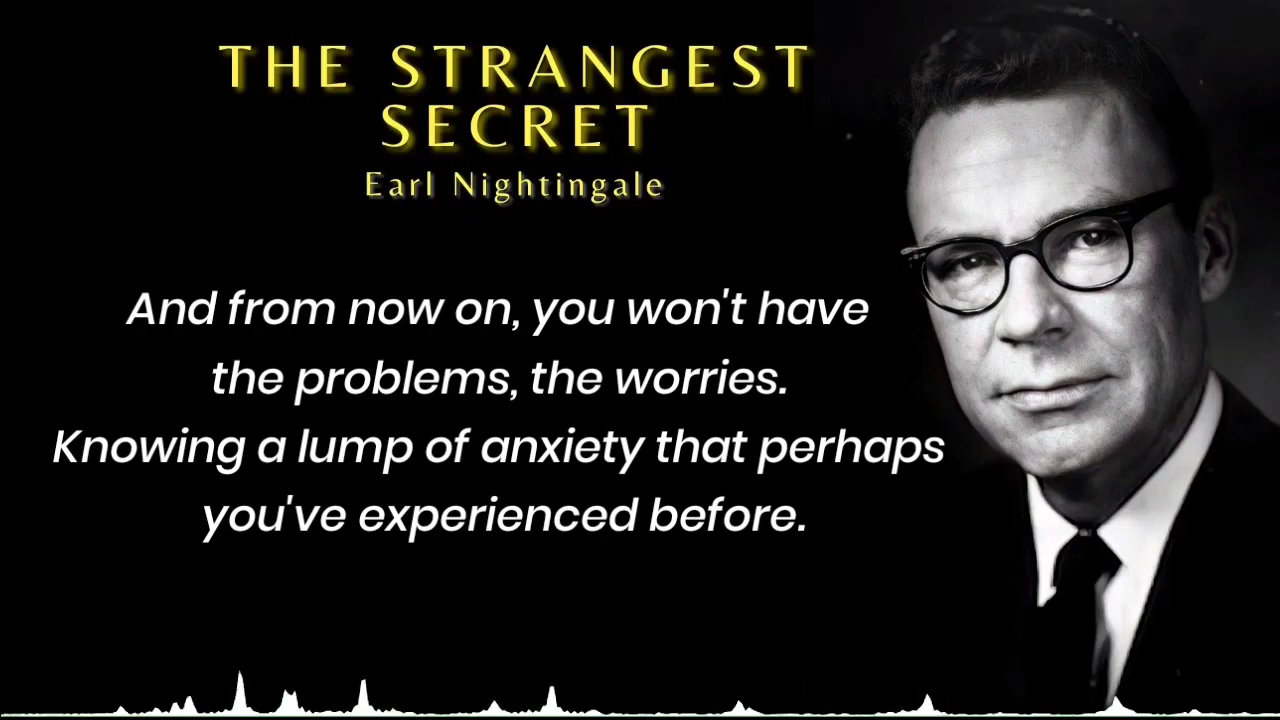 THE STRANGEST
SECRET
Earl Nightingale
And from now on, you won't have
the problems, the worries.
Knowing a lump of anxiety that perhaps
you've experienced before.